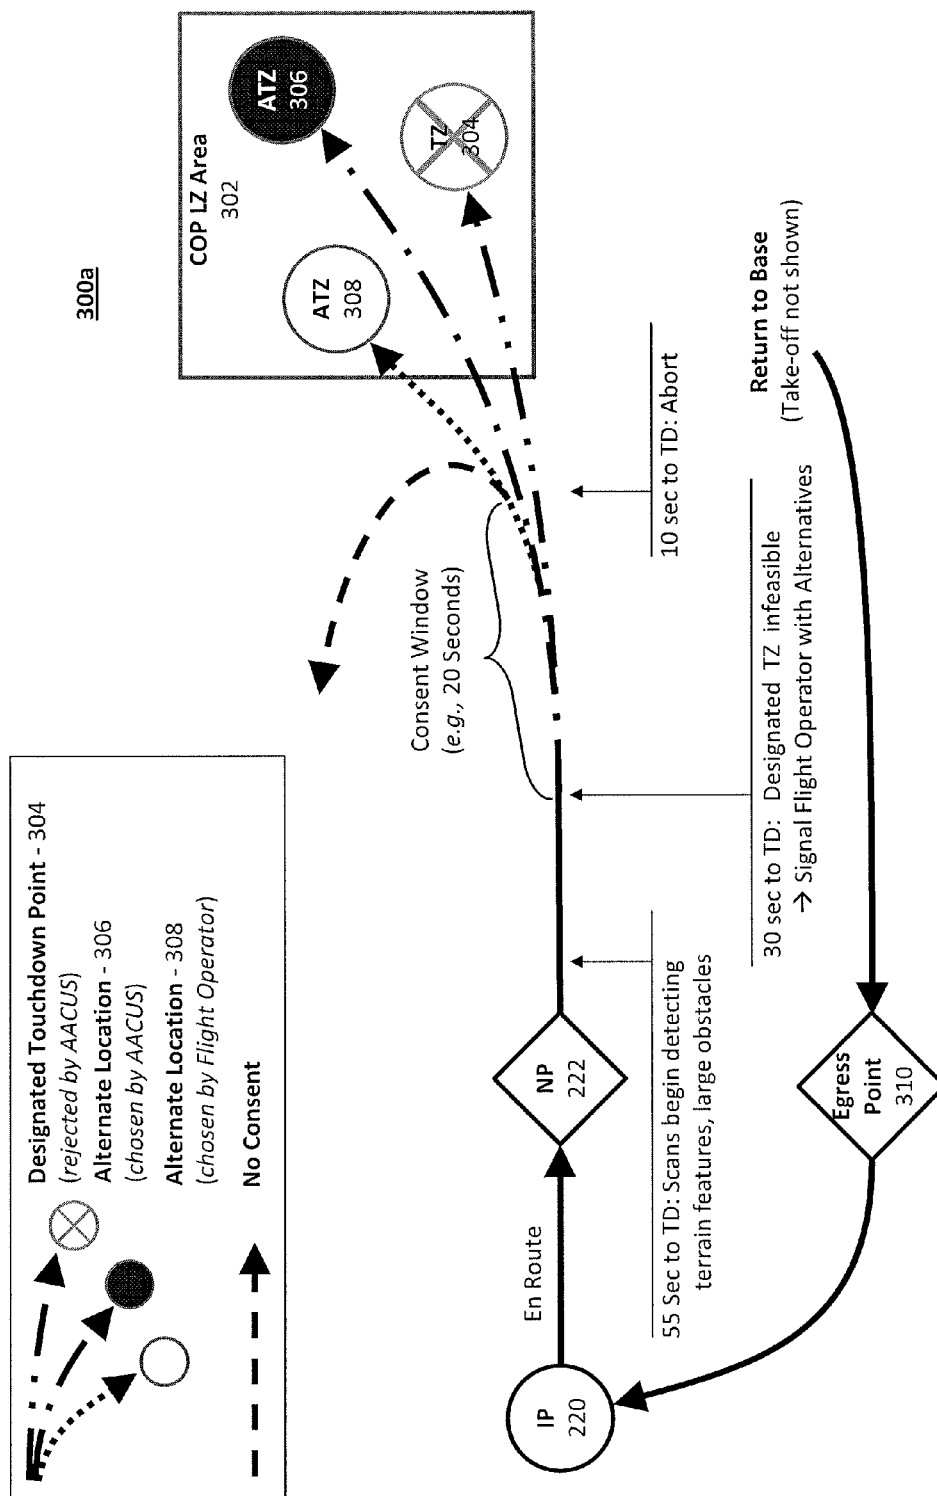 300a
Designated Touchdown Point - 304
(rejected by AACUS)
Alternate Location - 306
(chosen by AACUS)
Alternate Location - 308
(chosen by Flight Operator)
No Consent
COP LZ Area
302
ATZ
306
ATZ
308
TZ
304
Consent Window
(e.g., 20 Seconds)
IP
220
En Route
NP
222
55 Sec to TD: Scans begin detecting
terrain features, large obstacles
30 sec to TD: Designated TZ infeasible
→ Signal Flight Operator with Alternatives
10 sec to TD: Abort
Return to Base
(Take-off not shown)
Egress
Point
310